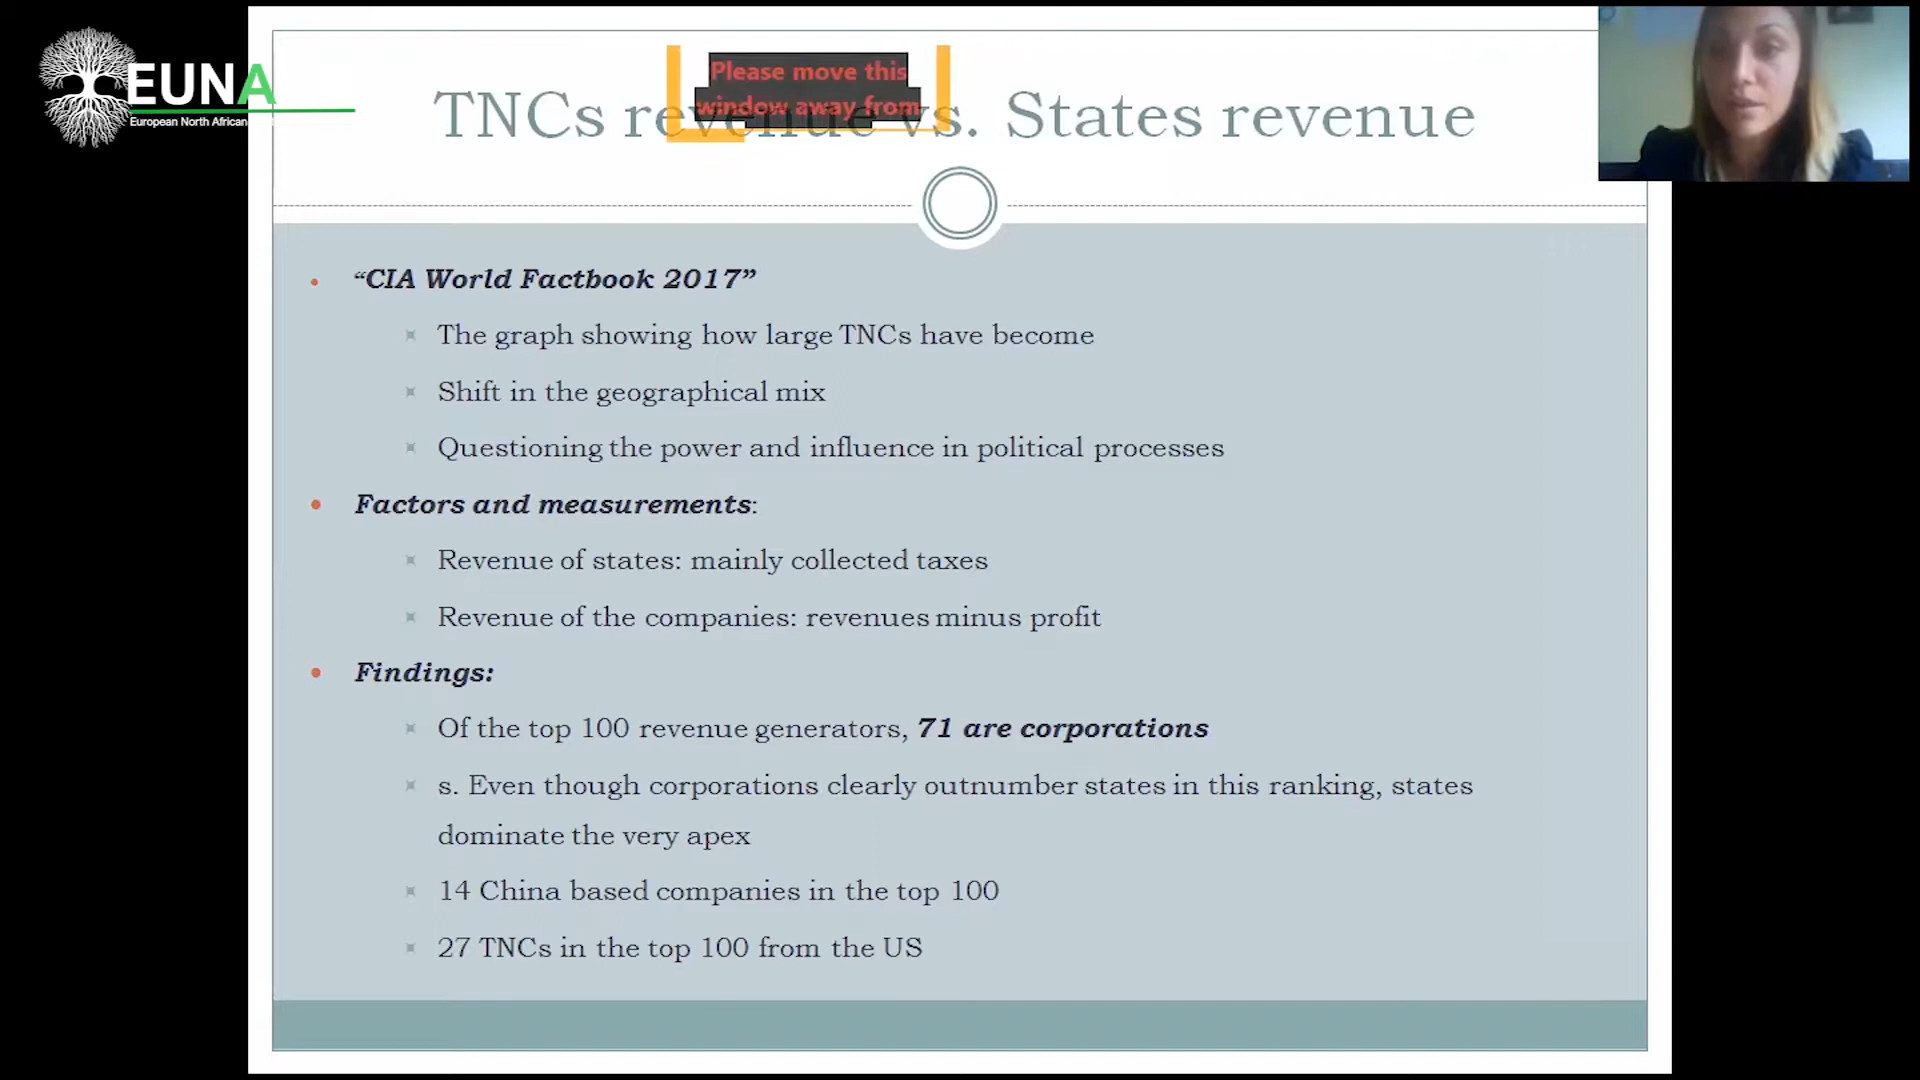 EUNA
European North African
Please move this
window away from
TNCs revenue vs. States revenue
“CIA World Factbook 2017”
The graph showing how large TNCs have become
Shift in the geographical mix
Questioning the power and influence in political processes
Factors and measurements:
Revenue of states: mainly collected taxes
Revenue of the companies: revenues minus profit
Findings:
Of the top 100 revenue generators, 71 are corporations
s. Even though corporations clearly outnumber states in this ranking, states
dominate the very apex
14 China based companies in the top 100
27 TNCs in the top 100 from the US